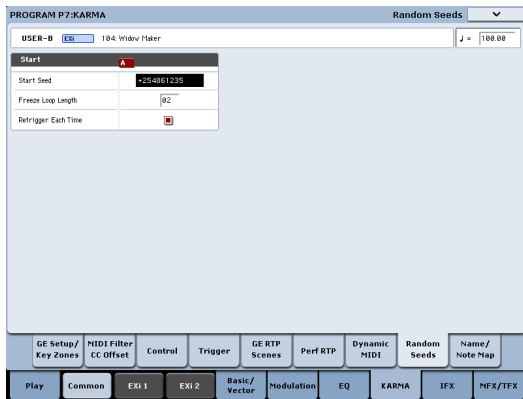 PROGRAM P7:KARMA Random Seeds
USER-B EXi 104: Widow Maker ♩ = 100.00
Start A
Start Seed +254861235
Freeze Loop Length 02
Retrigger Each Time
GE Setup/ Key Zones
MIDI Filter CC Offset
Control
Trigger
GE RTP Scenes
Perf RTP
Dynamic MIDI
Random Seeds
Name/ Note Map
Play
Common
EXi 1
EXi 2
Basic/ Vector
Modulation
EQ
KARMA
IFX
MFX/TFX